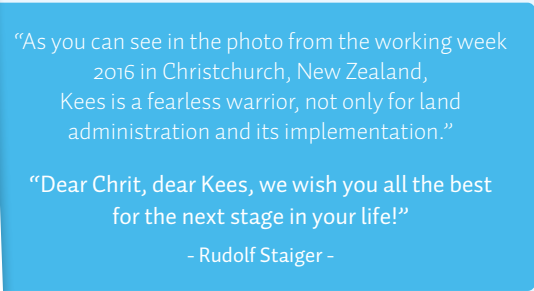 “As you can see in the photo from the working week
2016 in Christchurch, New Zealand,
Kees is a fearless warrior, not only for land
administration and its implementation.”
“Dear Chrit, dear Kees, we wish you all the best
for the next stage in your life!”
- Rudolf Staiger -